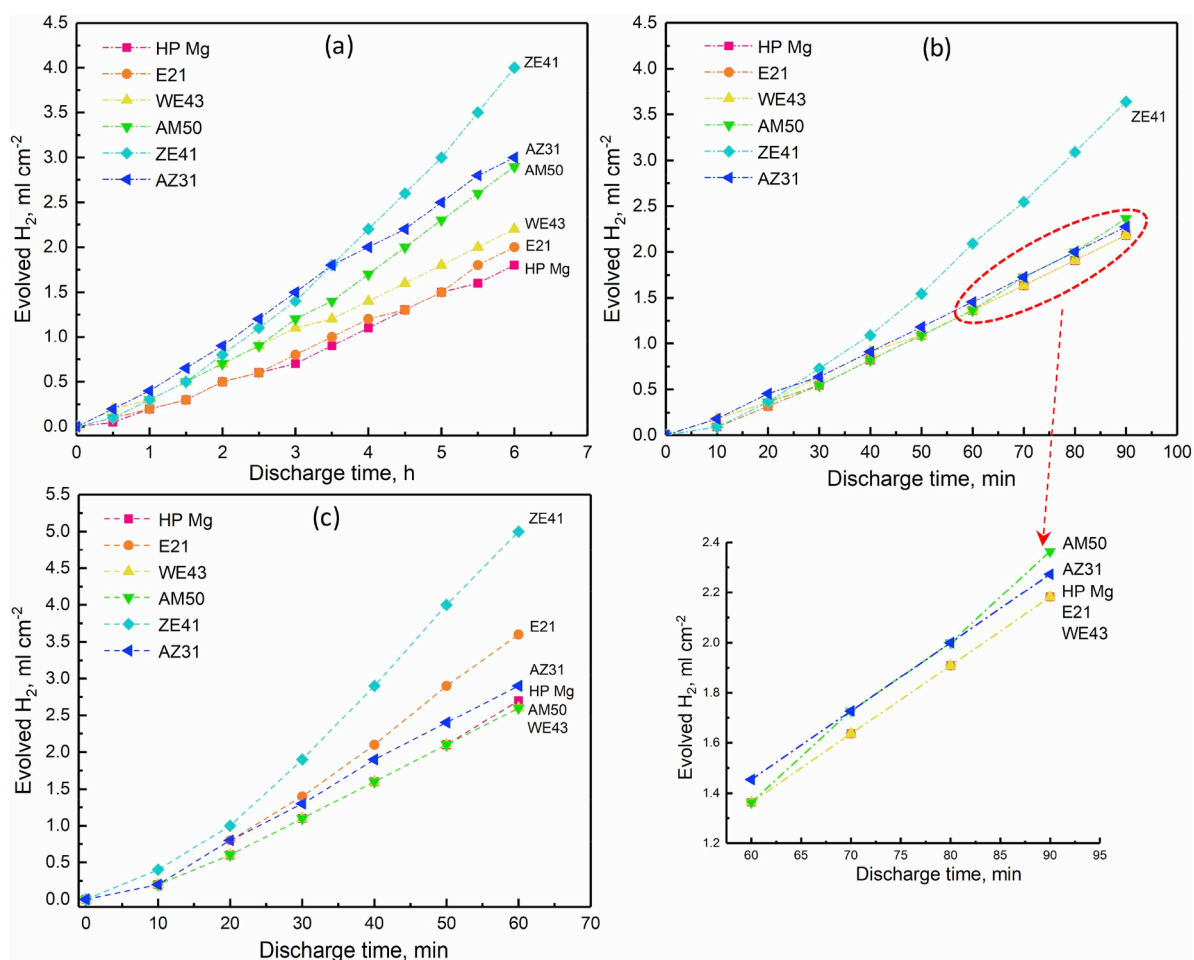 (a)
Evolved H₂, ml cm⁻²
4.5
4.0
3.5
3.0
2.5
2.0
1.5
1.0
0.5
0.0
HP Mg
E21
WE43
AM50
ZE41
AZ31
ZE41
AZ31
AM50
WE43
E21
HP Mg
0 1 2 3 4 5 6 7
Discharge time, h
(b)
Evolved H₂, ml cm⁻²
4.5
4.0
3.5
3.0
2.5
2.0
1.5
1.0
0.5
0.0
HP Mg
E21
WE43
AM50
ZE41
AZ31
ZE41
0 10 20 30 40 50 60 70 80 90 100
Discharge time, min
(c)
Evolved H₂, ml cm⁻²
5.5
5.0
4.5
4.0
3.5
3.0
2.5
2.0
1.5
1.0
0.5
0.0
HP Mg
E21
WE43
AM50
ZE41
AZ31
ZE41
E21
AZ31
HP Mg
AM50
WE43
0 10 20 30 40 50 60 70
Discharge time, min
Evolved H₂, ml cm⁻²
2.4
2.2
2.0
1.8
1.6
1.4
1.2
AM50
AZ31
HP Mg
E21
WE43
60 65 70 75 80 85 90 95
Discharge time, min